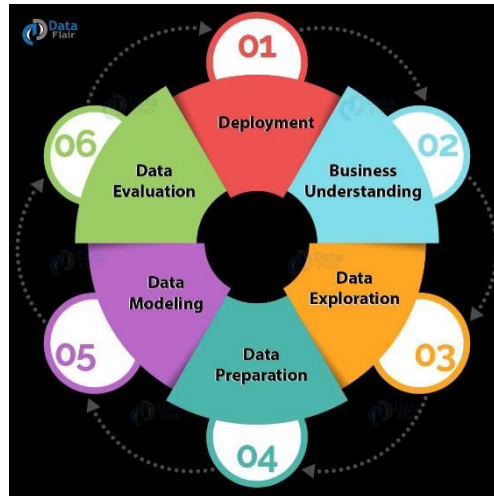 Data
Flair
01
Deployment
02
Business
Understanding
03
Data
Exploration
04
Data
Preparation
05
Data
Modeling
06
Data
Evaluation